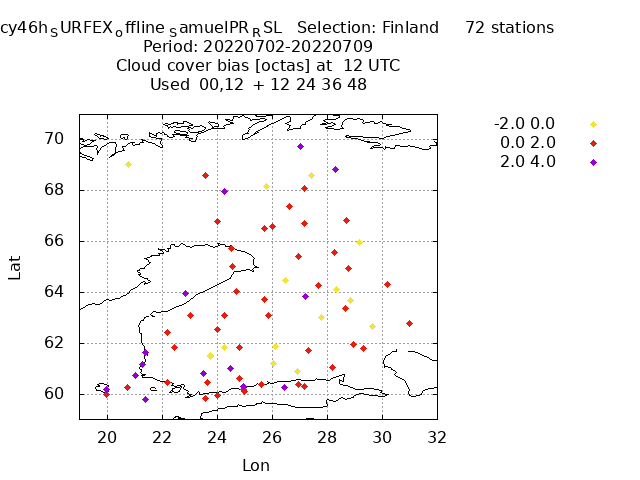 cy46hSURFEXoffline SamuelPRRSL Selection: Finland 72 stations
Period: 20220702-20220709
Cloud cover bias [octas] at 12 UTC
Used 00,12 + 12 24 36 48
-2.0 0.0
0.0 2.0
2.0 4.0
70
68
66
64
62
60
Lat
20 22 24 26 28 30 32
Lon